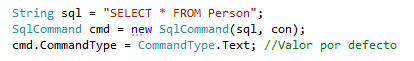 String sql = "SELECT * FROM Person";
SqlCommand cmd = new SqlCommand(sql, con);
cmd.CommandType = CommandType.Text; //Valor por defecto